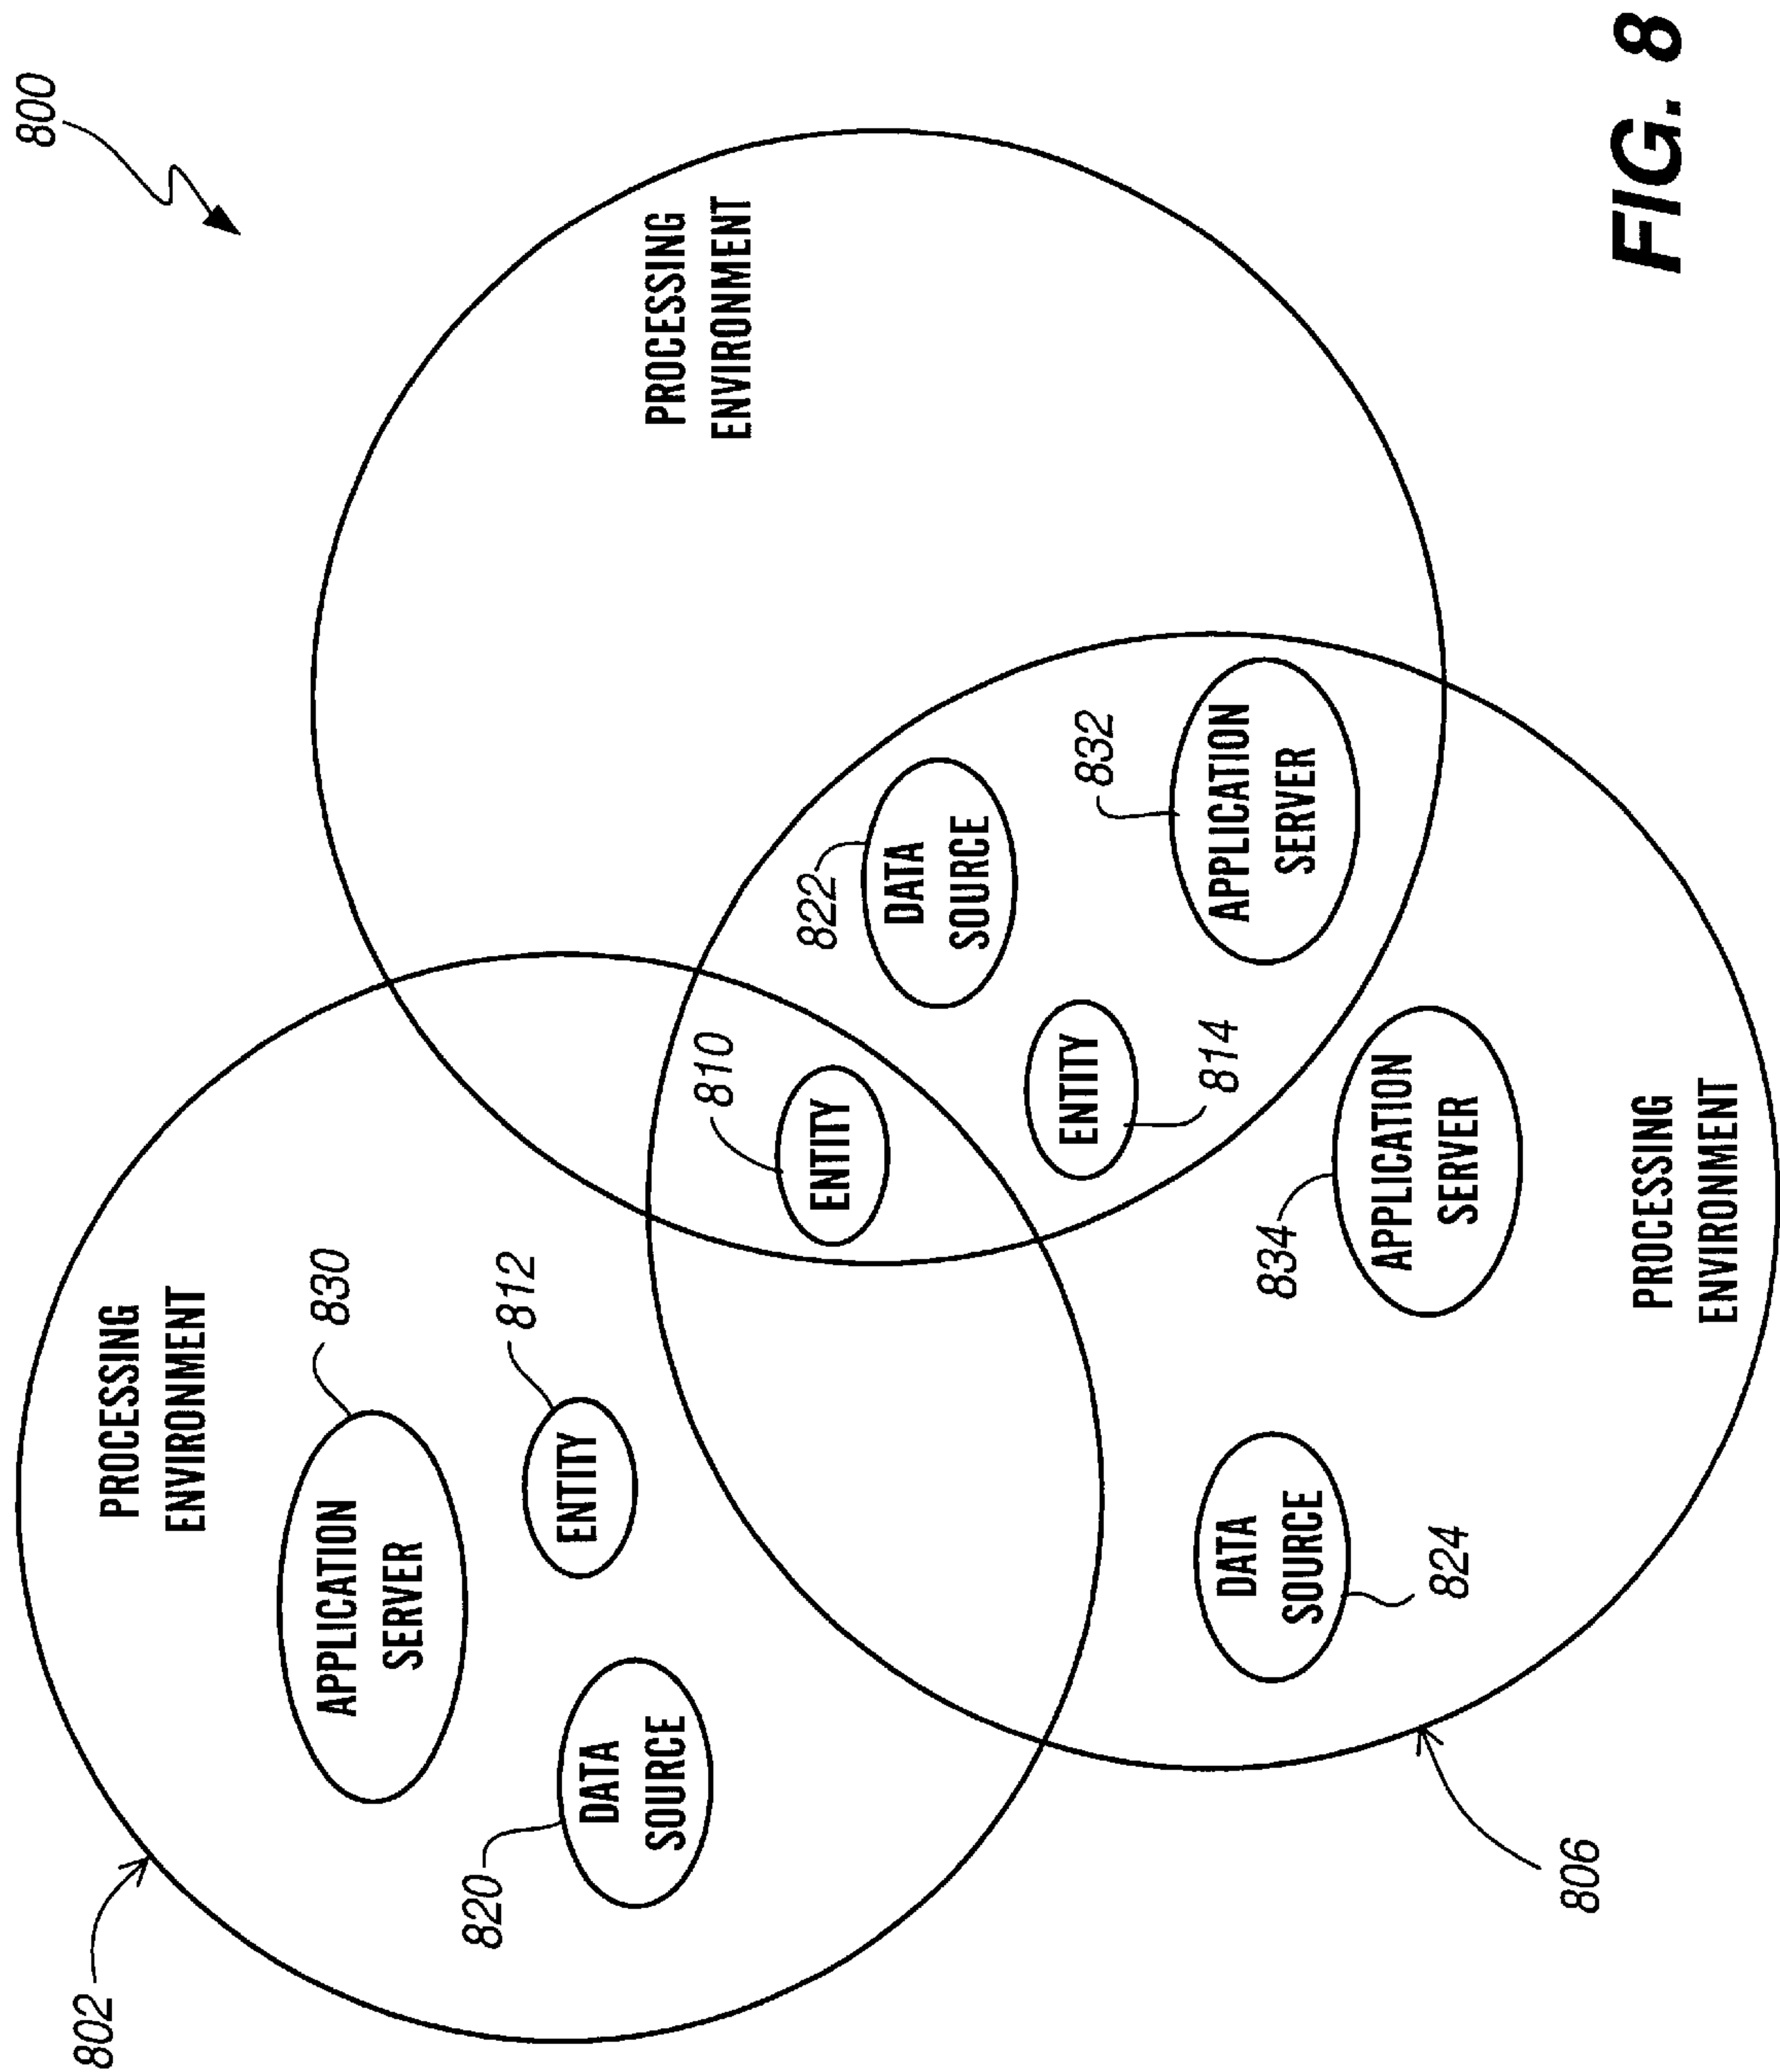 800
802
PROCESSING
ENVIRONMENT
830
APPLICATION
SERVER
812
ENTITY
820
DATA
SOURCE
PROCESSING
ENVIRONMENT
810
ENTITY
822
DATA
SOURCE
832
APPLICATION
SERVER
ENTITY
814
834
APPLICATION
SERVER
DATA
SOURCE
824
PROCESSING
ENVIRONMENT
806
FIG. 8